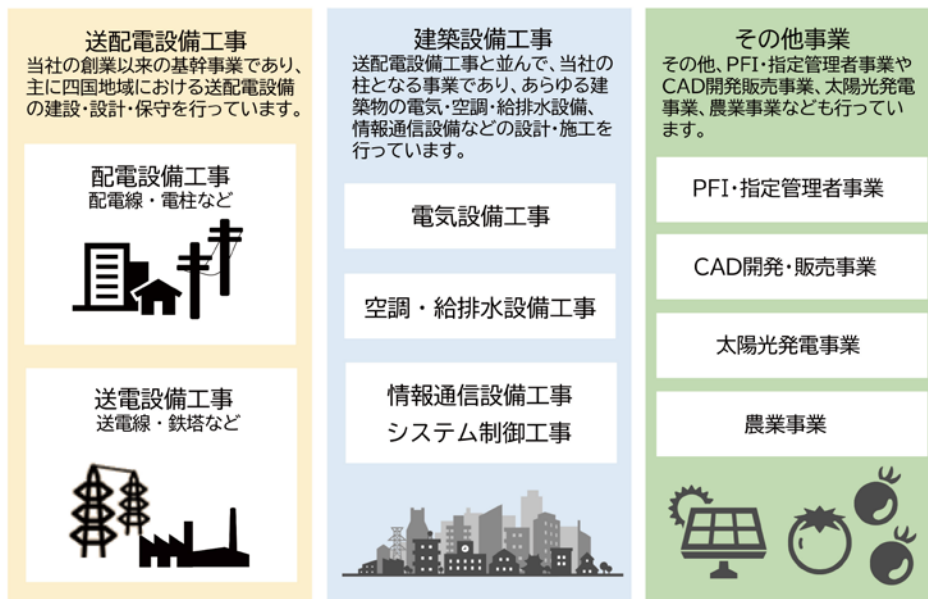 送配電設備工事
当社の創業以来の基幹事業であり、
主に四国地域における送配電設備
の建設・設計・保守を行っています。
配電設備工事
配電線・電柱など
送電設備工事
送電線・鉄塔など
建築設備工事
送配電設備工事と並んで、当社の
柱となる事業であり、あらゆる建
築物の電気・空調・給排水設備、
情報通信設備などの設計・施工を
行っています。
電気設備工事
空調・給排水設備工事
情報通信設備工事
システム制御工事
その他事業
その他、PFI・指定管理者事業や
CAD開発販売事業、太陽光発電
事業、農業事業なども行ってい
ます。
PFI・指定管理者事業
CAD開発・販売事業
太陽光発電事業
農業事業